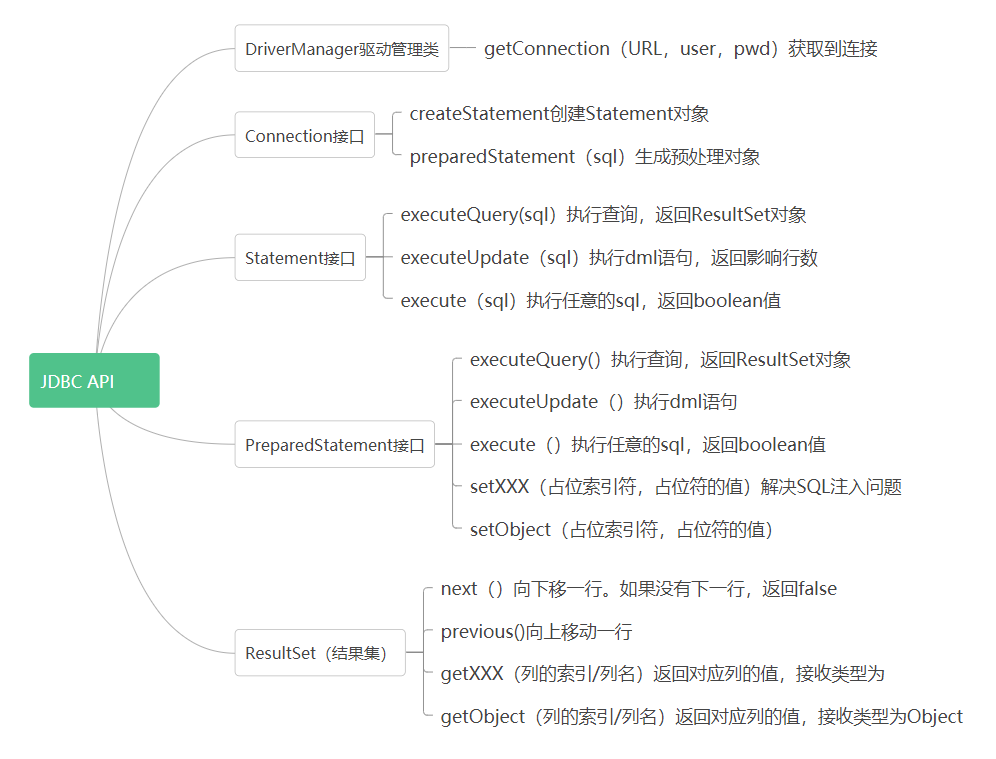 DriverManager驱动管理类
getConnection（URL，user，pwd）获取到连接
Connection接口
createStatement创建Statement对象
preparedStatement（sql）生成预处理对象
Statement接口
executeQuery(sql）执行查询，返回ResultSet对象
executeUpdate（sql）执行dml语句，返回影响行数
execute（sql）执行任意的sql，返回boolean值
JDBC API
PreparedStatement接口
executeQuery() 执行查询，返回ResultSet对象
executeUpdate（）执行dml语句
execute（）执行任意的sql，返回boolean值
setXXX（占位索引符，占位符的值）解决SQL注入问题
setObject（占位索引符，占位符的值）
ResultSet（结果集）
next（）向下移一行。如果没有下一行，返回false
previous()向上移动一行
getXXX（列的索引/列名）返回对应列的值，接收类型为
getObject（列的索引/列名）返回对应列的值，接收类型为Object